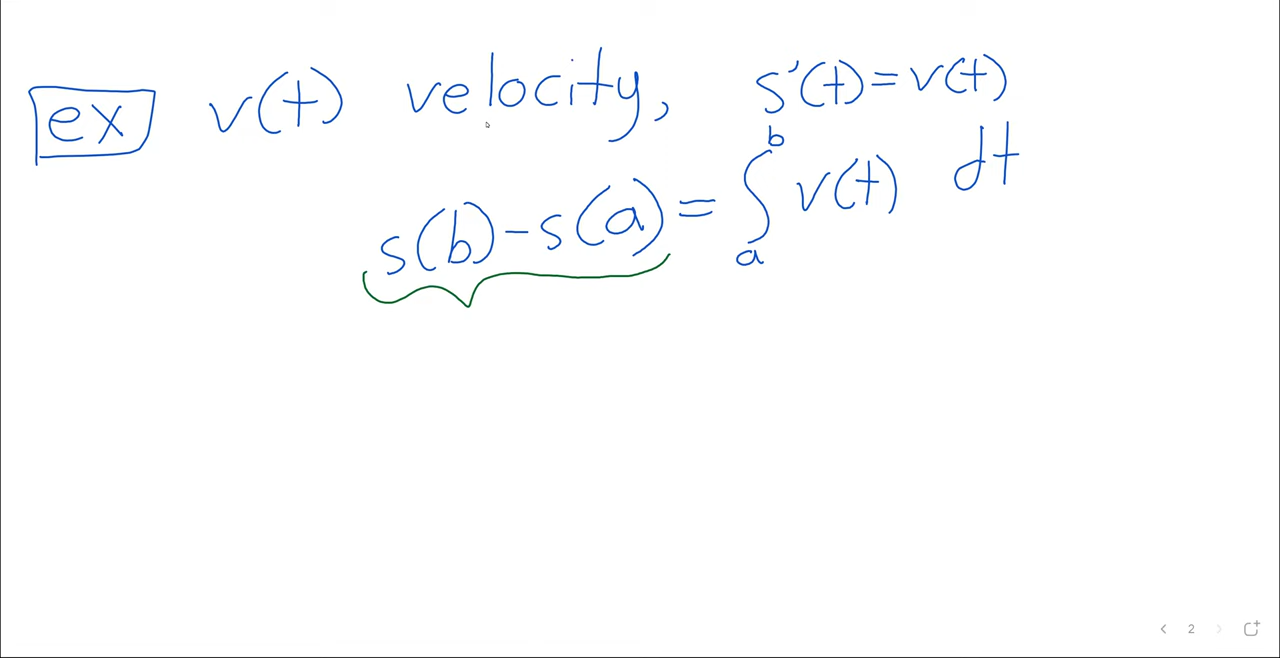 ex v(t) velocity, s'(t) = v(t)
s(b) - s(a) = ∫_a^b v(t) dt
2